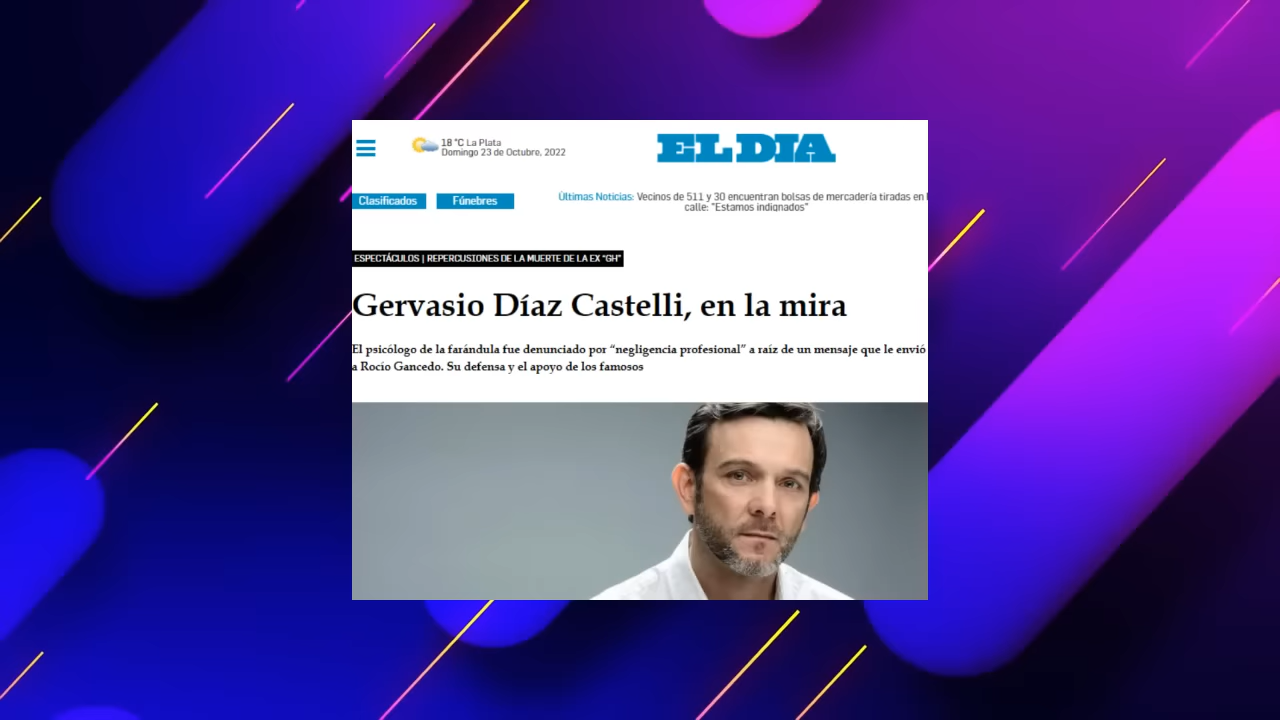 18 °C La Plata
Domingo 23 de Octubre, 2022
EL DIA
Clasificados
Fúnebres
Últimas Noticias: Vecinos de 511 y 30 encuentran bolsas de mercadería tiradas en
calle: "Estamos indignados"
ESPECTÁCULOS | REPERCUSIONES DE LA MUERTE DE LA EX "GH"
Gervasio Díaz Castelli, en la mira
El psicólogo de la farándula fue denunciado por “negligencia profesional” a raíz de un mensaje que le envió
a Rocío Gancedo. Su defensa y el apoyo de los famosos